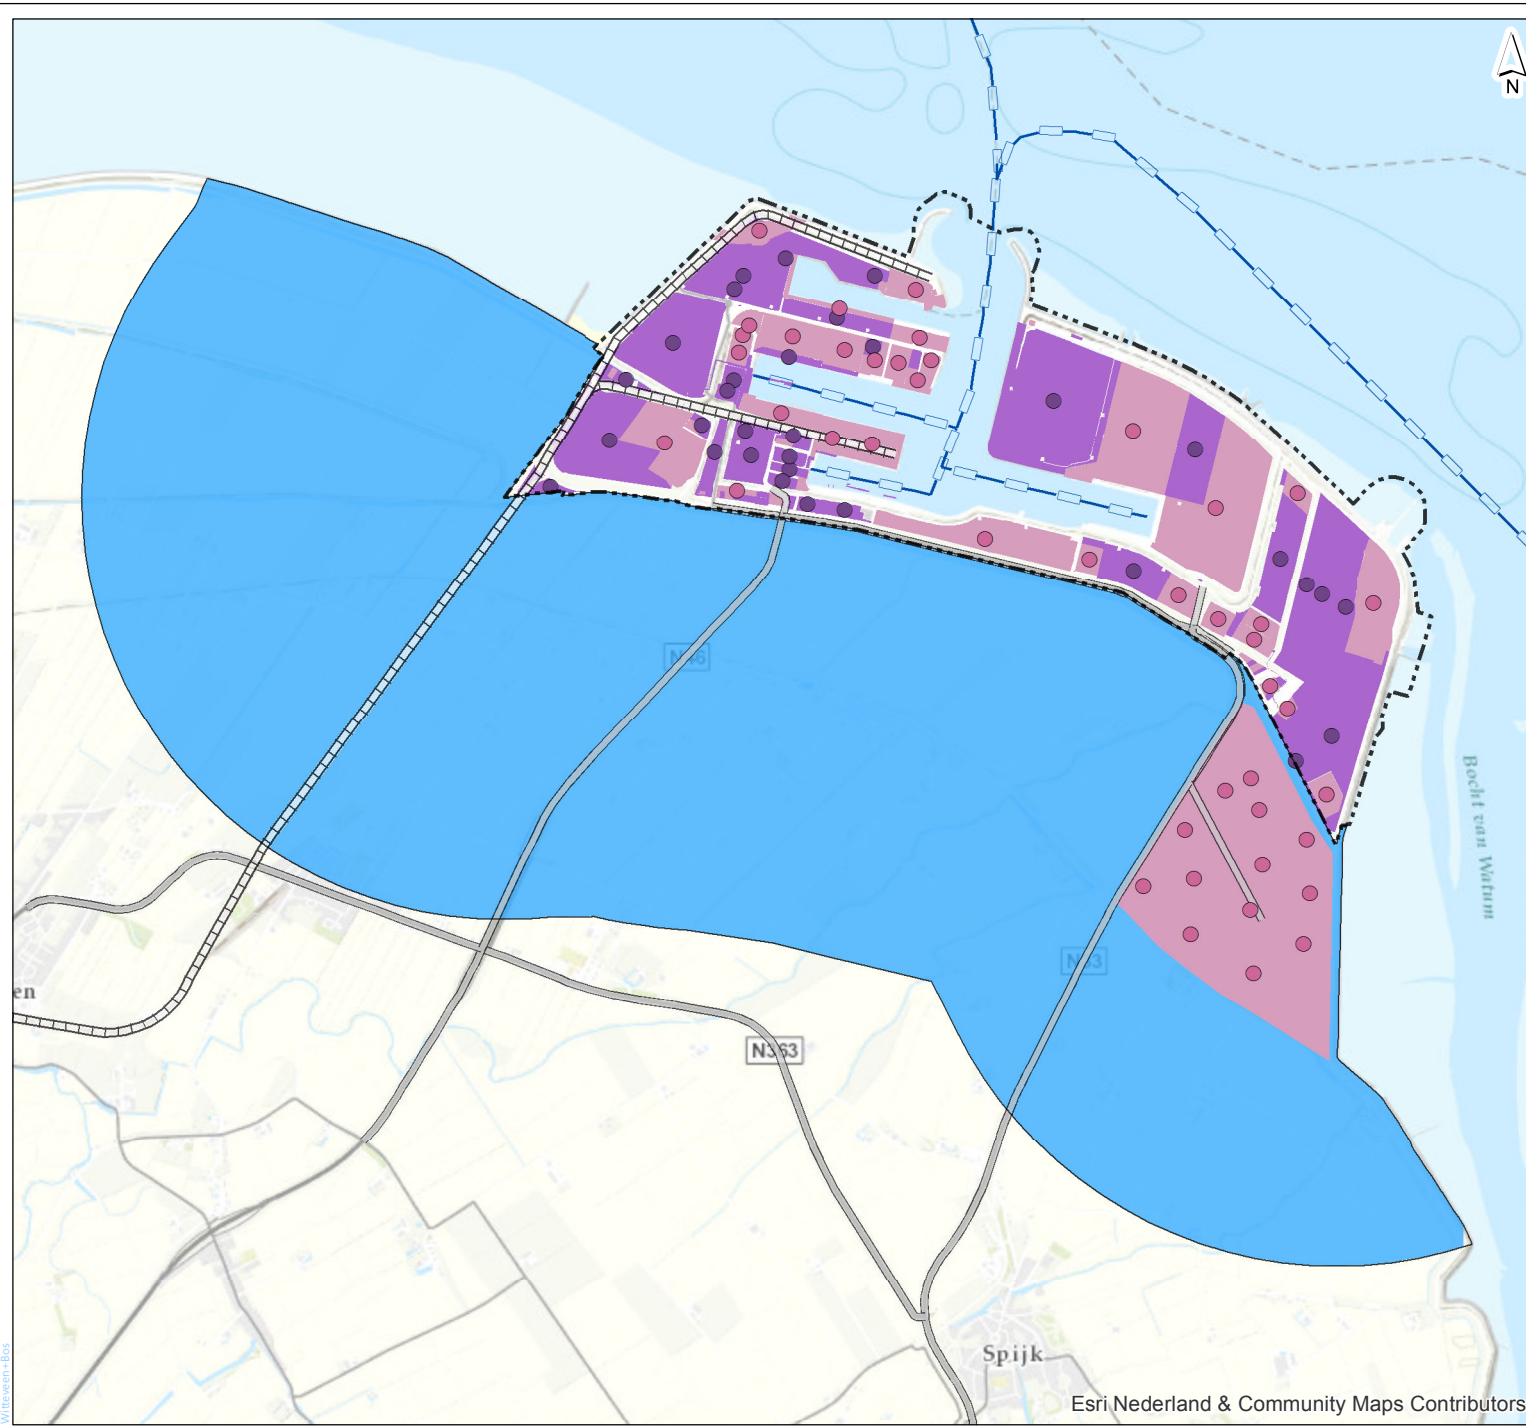 N
N46
Bocht van Watum
N33
en
N363
Spijk
Esri Nederland & Community Maps Contributors
Witteveen+Bos